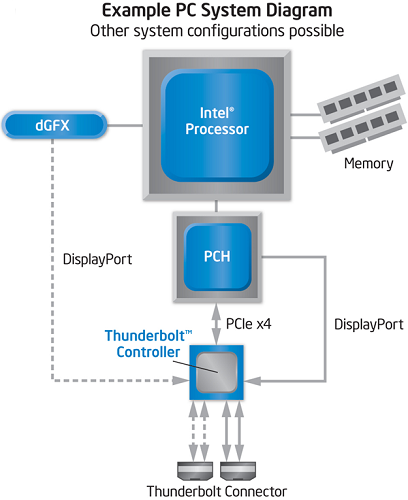 Example PC System Diagram
Other system configurations possible
Intel®
Processor
dGFX
Memory
PCH
DisplayPort
PCIe x4
DisplayPort
Thunderbolt™
Controller
Thunderbolt Connector